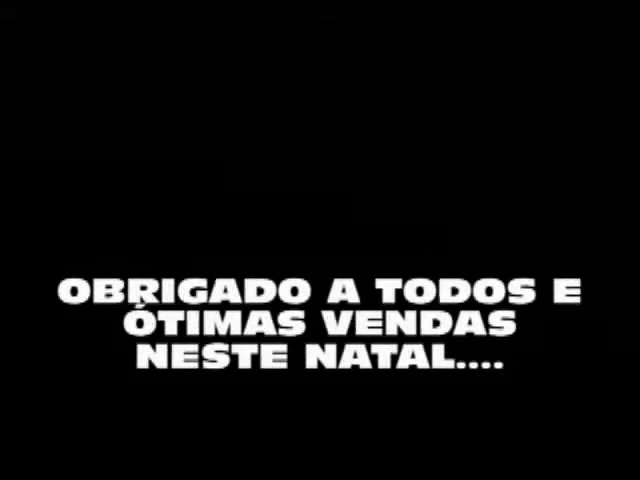 OBRIGADO A TODOS E
ÓTIMAS VENDAS
NESTE NATAL....